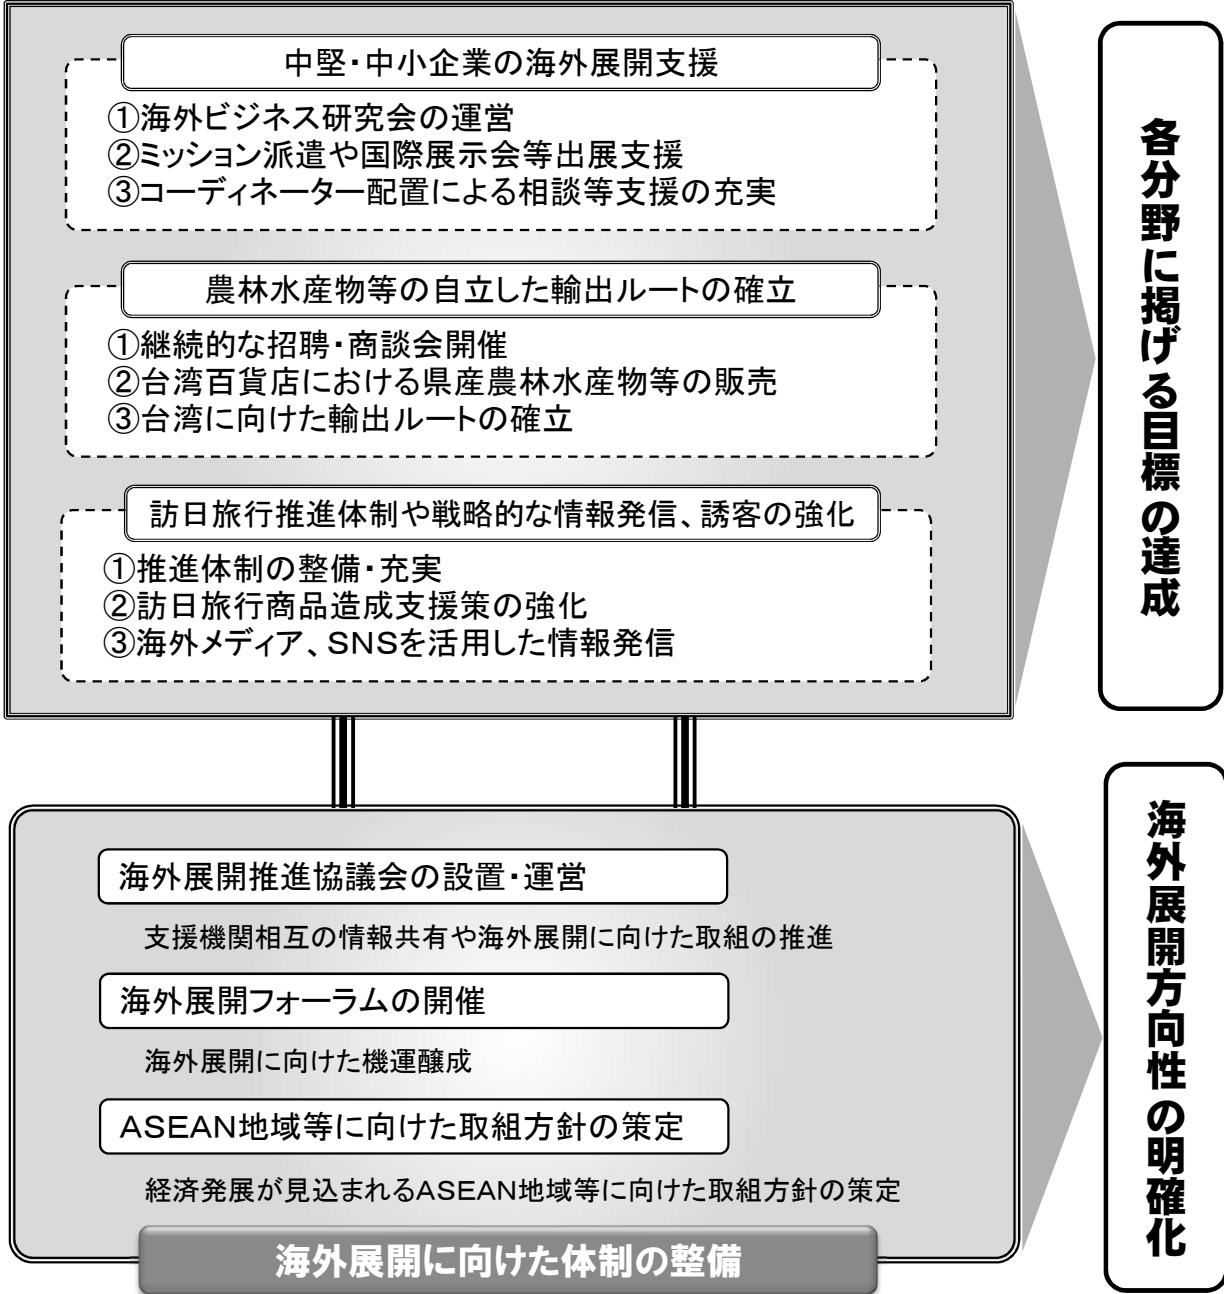 中堅・中小企業の海外展開支援
①海外ビジネス研究会の運営
②ミッション派遣や国際展示会等出展支援
③コーディネーター配置による相談等支援の充実
農林水産物等の自立した輸出ルートの確立
①継続的な招聘・商談会開催
②台湾百貨店における県産農林水産物等の販売
③台湾に向けた輸出ルートの確立
訪日旅行推進体制や戦略的な情報発信、誘客の強化
①推進体制の整備・充実
②訪日旅行商品造成支援策の強化
③海外メディア、SNSを活用した情報発信
各分野に掲げる目標の達成
海外展開推進協議会の設置・運営
支援機関相互の情報共有や海外展開に向けた取組の推進
海外展開フォーラムの開催
海外展開に向けた機運醸成
ASEAN地域等に向けた取組方針の策定
経済発展が見込まれるASEAN地域等に向けた取組方針の策定
海外展開に向けた体制の整備
海外展開方向性の明確化